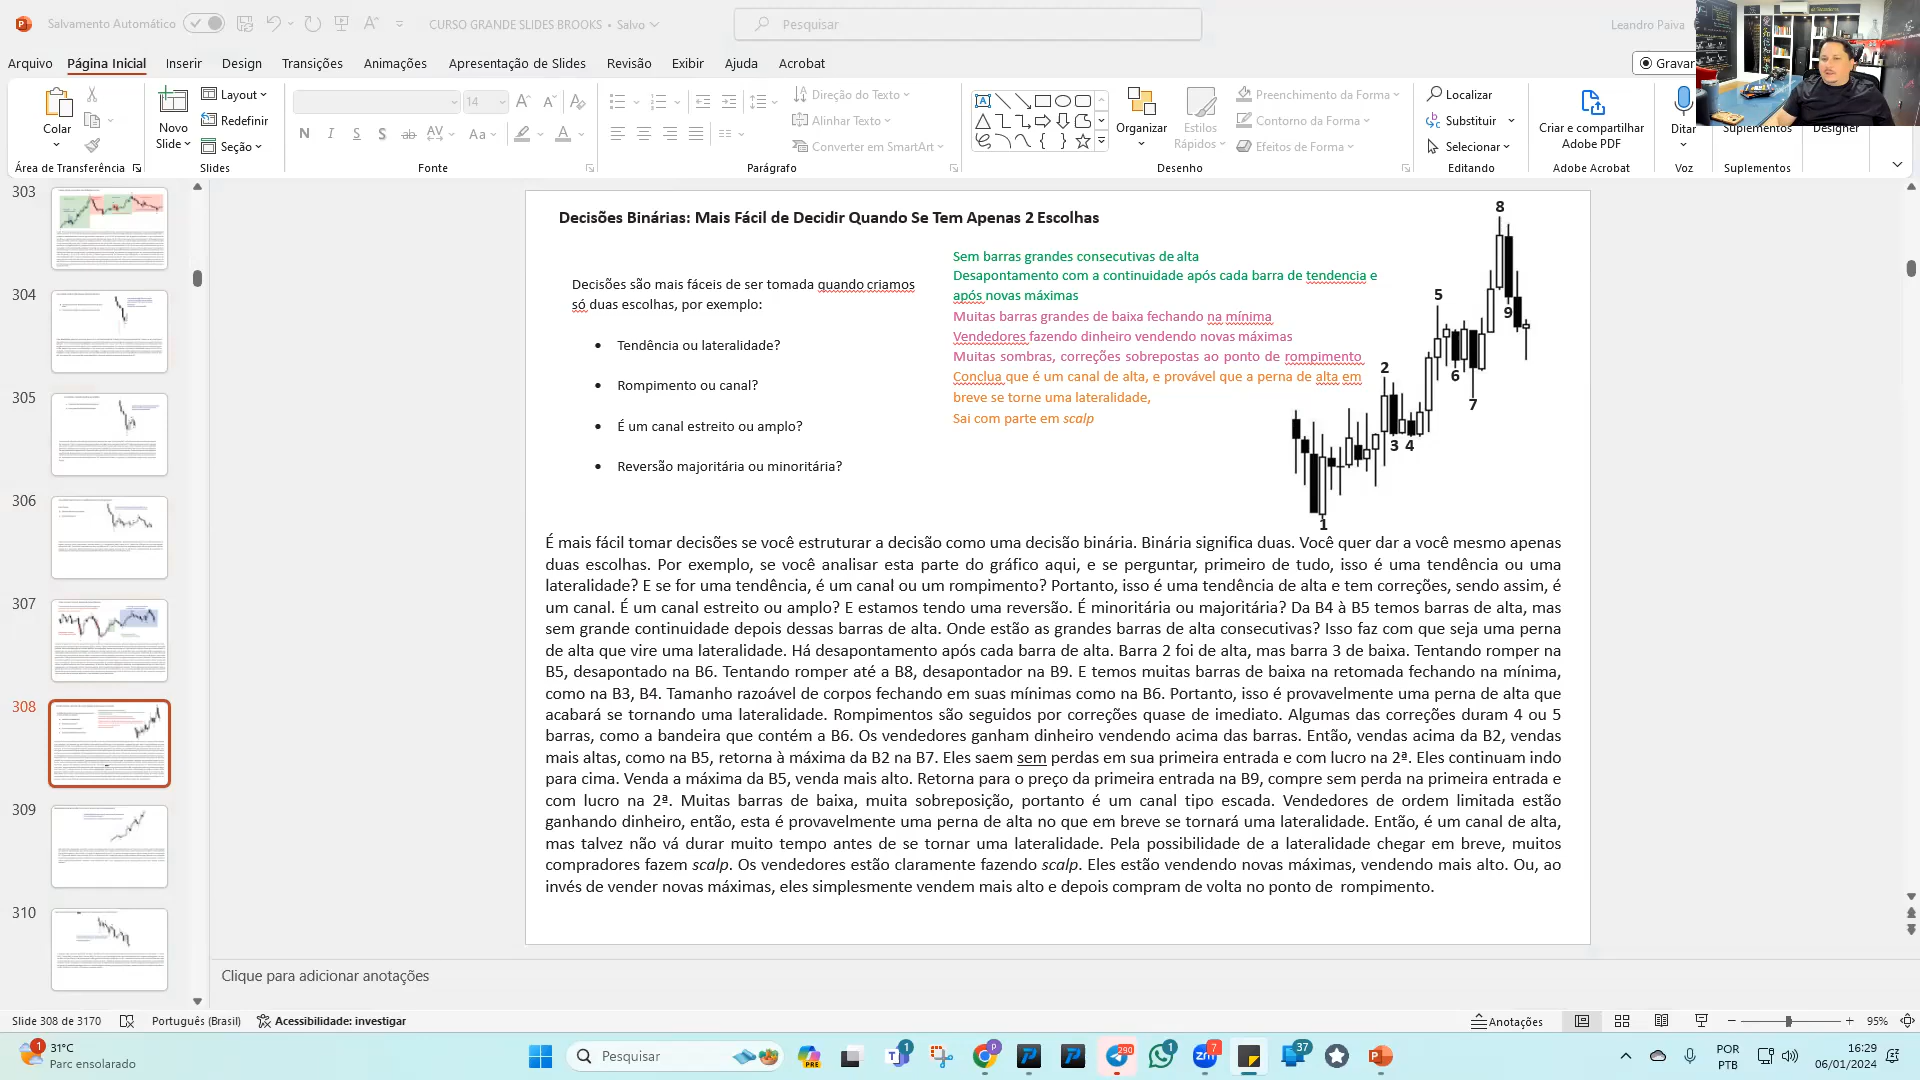 Salvamento Automático
CURSO GRANDE SLIDES BROOKS • Salvo
Pesquisar
Leandro Paiva
Arquivo
Página Inicial
Inserir
Design
Transições
Animações
Apresentação de Slides
Revisão
Exibir
Ajuda
Acrobat
Gravar
Colar
Novo
Slide
Layout
Redefinir
Seção
14
N I S S ab AV Aa
Direção do Texto
Alinhar Texto
Converter em SmartArt
Organizar
Estilos
Rápidos
Preenchimento da Forma
Contorno da Forma
Efeitos de Forma
Localizar
Substituir
Selecionar
Criar e compartilhar
Adobe PDF
Ditar
Suplementos
Designer
Área de Transferência
Slides
Fonte
Parágrafo
Desenho
Editando
Adobe Acrobat
Voz
Suplementos
303
304
305
306
307
308
309
310
Decisões Binárias: Mais Fácil de Decidir Quando Se Tem Apenas 2 Escolhas
Decisões são mais fáceis de ser tomada quando criamos
só duas escolhas, por exemplo:
• Tendência ou lateralidade?
• Rompimento ou canal?
• É um canal estreito ou amplo?
• Reversão majoritária ou minoritária?
Sem barras grandes consecutivas de alta
Desapontamento com a continuidade após cada barra de tendencia e
após novas máximas
Muitas barras grandes de baixa fechando na mínima
Vendedores fazendo dinheiro vendendo novas máximas
Muitas sombras, correções sobrepostas ao ponto de rompimento
Conclua que é um canal de alta, e provável que a perna de alta em
breve se torne uma lateralidade,
Sai com parte em scalp
8
5
9
2
6
7
3 4
1
É mais fácil tomar decisões se você estruturar a decisão como uma decisão binária. Binária significa duas. Você quer dar a você mesmo apenas
duas escolhas. Por exemplo, se você analisar esta parte do gráfico aqui, e se perguntar, primeiro de tudo, isso é uma tendência ou uma
lateralidade? E se for uma tendência, é um canal ou um rompimento? Portanto, isso é uma tendência de alta e tem correções, sendo assim, é
um canal. É um canal estreito ou amplo? E estamos tendo uma reversão. É minoritária ou majoritária? Da B4 à B5 temos barras de alta, mas
sem grande continuidade depois dessas barras de alta. Onde estão as grandes barras de alta consecutivas? Isso faz com que seja uma perna
de alta que vire uma lateralidade. Há desapontamento após cada barra de alta. Barra 2 foi de alta, mas barra 3 de baixa. Tentando romper na
B5, desapontado na B6. Tentando romper até a B8, desapontador na B9. E temos muitas barras de baixa na retomada fechando na mínima,
como na B3, B4. Tamanho razoável de corpos fechando em suas mínimas como na B6. Portanto, isso é provavelmente uma perna de alta que
acabará se tornando uma lateralidade. Rompimentos são seguidos por correções quase de imediato. Algumas das correções duram 4 ou 5
barras, como a bandeira que contém a B6. Os vendedores ganham dinheiro vendendo acima das barras. Então, vendas acima da B2, vendas
mais altas, como na B5, retorna à máxima da B2 na B7. Eles saem sem perdas em sua primeira entrada e com lucro na 2ª. Eles continuam indo
para cima. Venda a máxima da B5, venda mais alto. Retorna para o preço da primeira entrada na B9, compre sem perda na primeira entrada e
com lucro na 2ª. Muitas barras de baixa, muita sobreposição, portanto é um canal tipo escada. Vendedores de ordem limitada estão
ganhando dinheiro, então, esta é provavelmente uma perna de alta no que em breve se tornará uma lateralidade. Então, é um canal de alta,
mas talvez não vá durar muito tempo antes de se tornar uma lateralidade. Pela possibilidade de a lateralidade chegar em breve, muitos
compradores fazem scalp. Os vendedores estão claramente fazendo scalp. Eles estão vendendo novas máximas, vendendo mais alto. Ou, ao
invés de vender novas máximas, eles simplesmente vendem mais alto e depois compram de volta no ponto de rompimento.
Clique para adicionar anotações
Slide 308 de 3170
Português (Brasil)
Acessibilidade: investigar
Anotações
95%
31°C
Parc ensolarado
Pesquisar
POR
PTB
16:29
06/01/2024